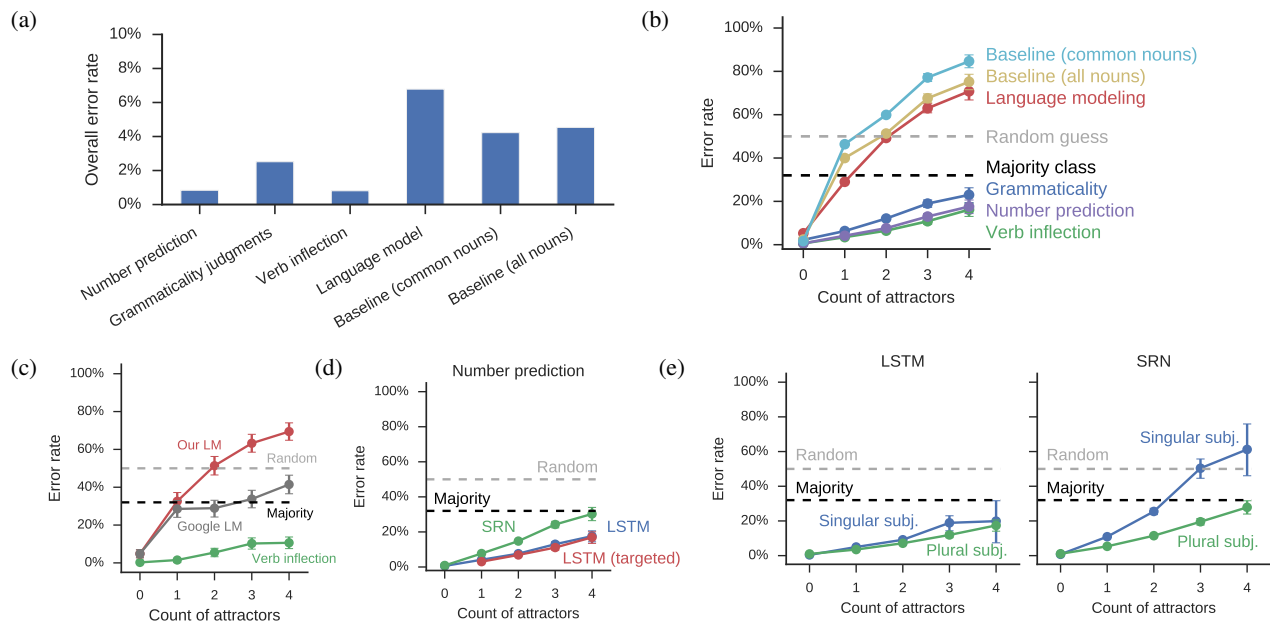 (a)
Overall error rate
10%
8%
6%
4%
2%
0%
Number prediction
Grammaticality judgments
Verb inflection
Language model
Baseline (common nouns)
Baseline (all nouns)
(b)
Error rate
100%
80%
60%
40%
20%
0%
Baseline (common nouns)
Baseline (all nouns)
Language modeling
Random guess
Majority class
Grammaticality
Number prediction
Verb inflection
0 1 2 3 4
Count of attractors
(c)
Error rate
100%
80%
60%
40%
20%
0%
Our LM
Random
Majority
Google LM
Verb inflection
0 1 2 3 4
Count of attractors
(d)
Number prediction
Error rate
100%
80%
60%
40%
20%
0%
Random
Majority
SRN
LSTM
LSTM (targeted)
0 1 2 3 4
Count of attractors
(e)
LSTM
Error rate
100%
80%
60%
40%
20%
0%
Random
Majority
Singular subj.
Plural subj.
0 1 2 3 4
Count of attractors
SRN
100%
80%
60%
40%
20%
0%
Singular subj.
Random
Majority
Plural subj.
0 1 2 3 4
Count of attractors